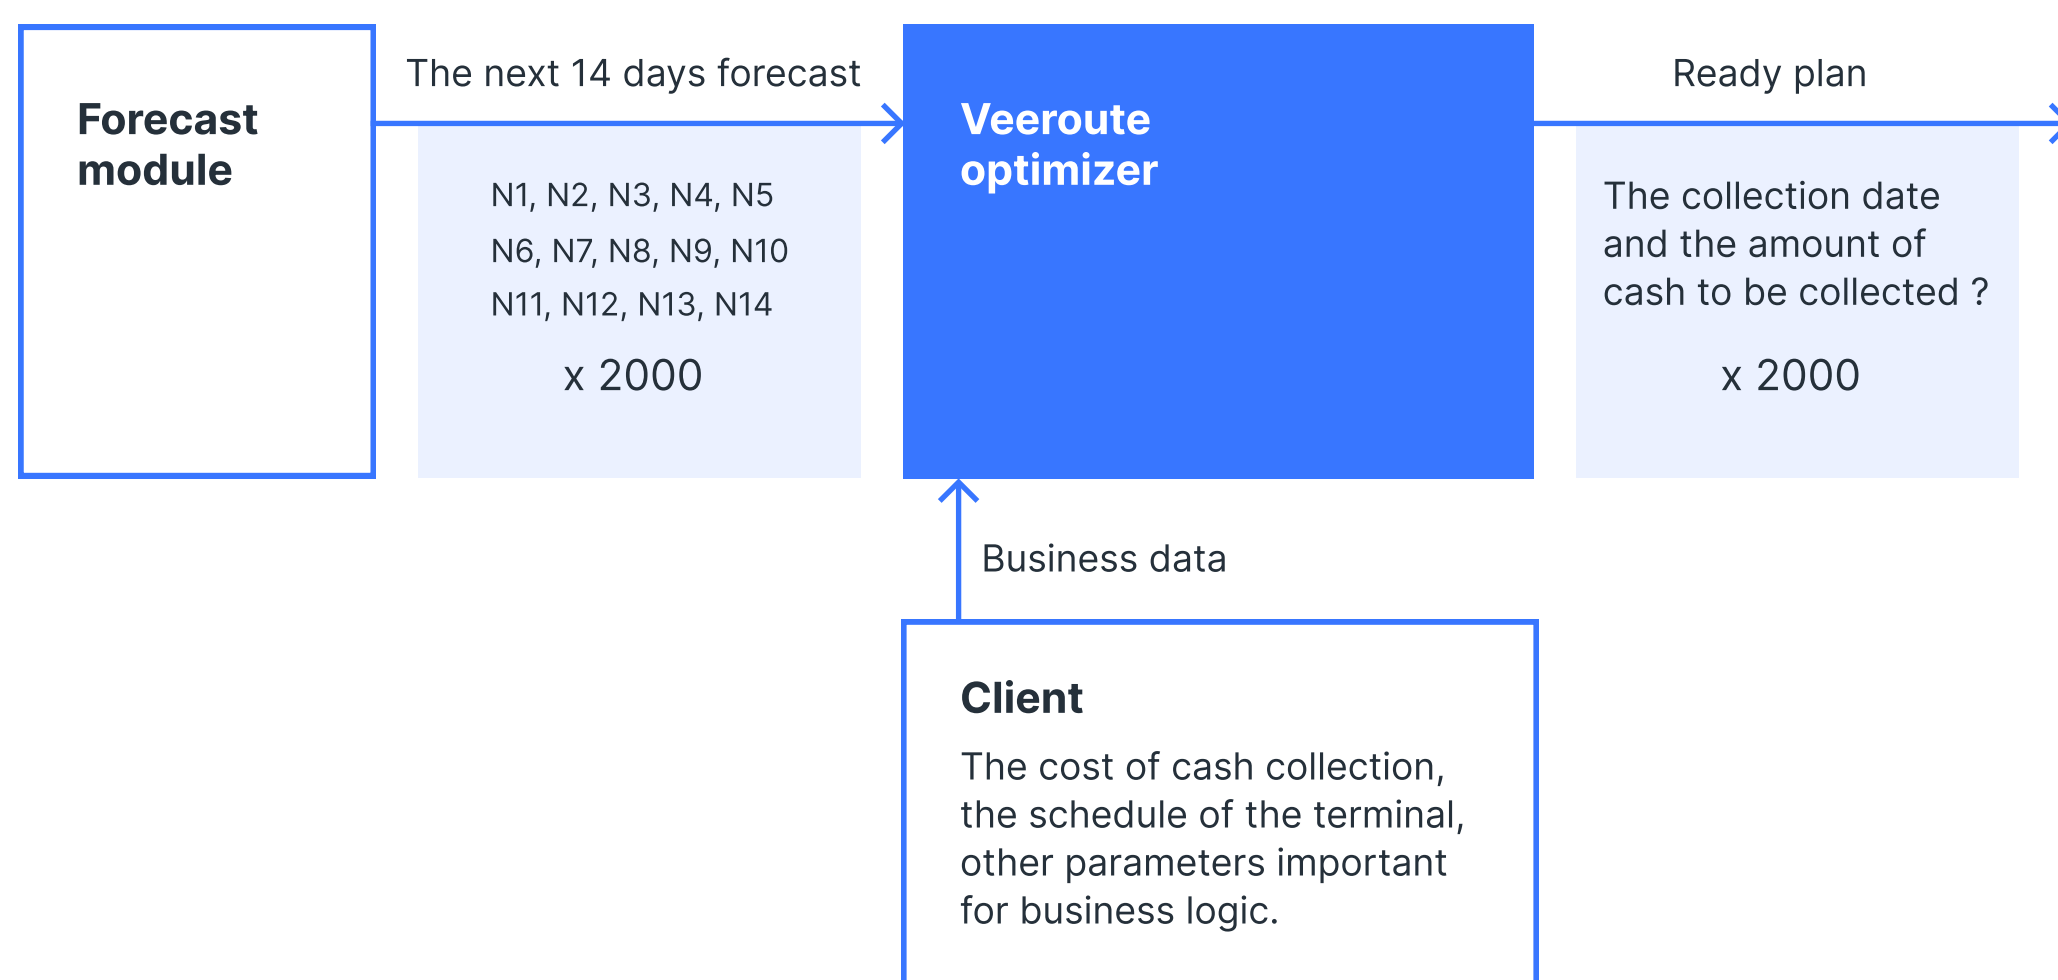 Forecast
module
The next 14 days forecast
N1, N2, N3, N4, N5
N6, N7, N8, N9, N10
N11, N12, N13, N14
x 2000
Veeroute
optimizer
Ready plan
The collection date
and the amount of
cash to be collected ?
x 2000
Business data
Client
The cost of cash collection,
the schedule of the terminal,
other parameters important
for business logic.